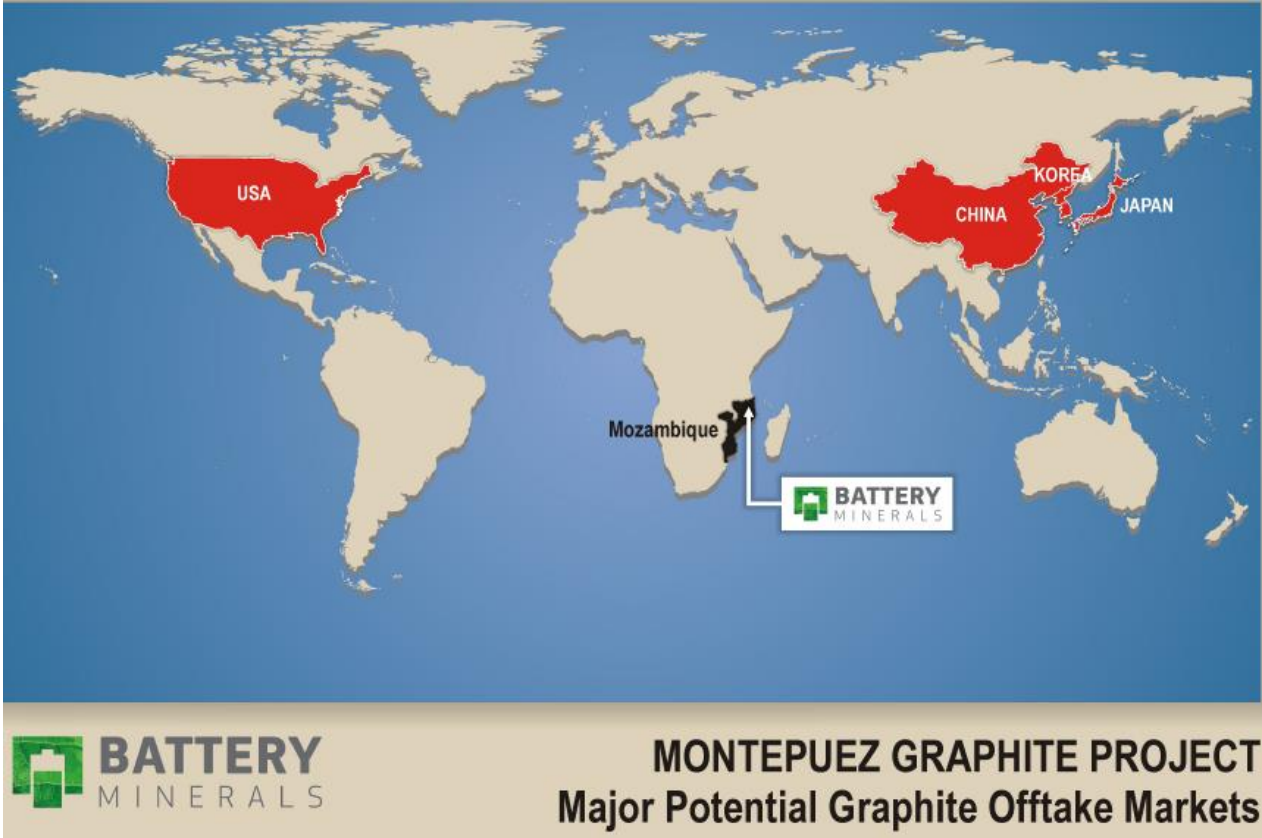 USA
KOREA
CHINA
JAPAN
Mozambique
BATTERY
MINERALS
BATTERY
MINERALS
MONTEPUEZ GRAPHITE PROJECT
Major Potential Graphite Offtake Markets